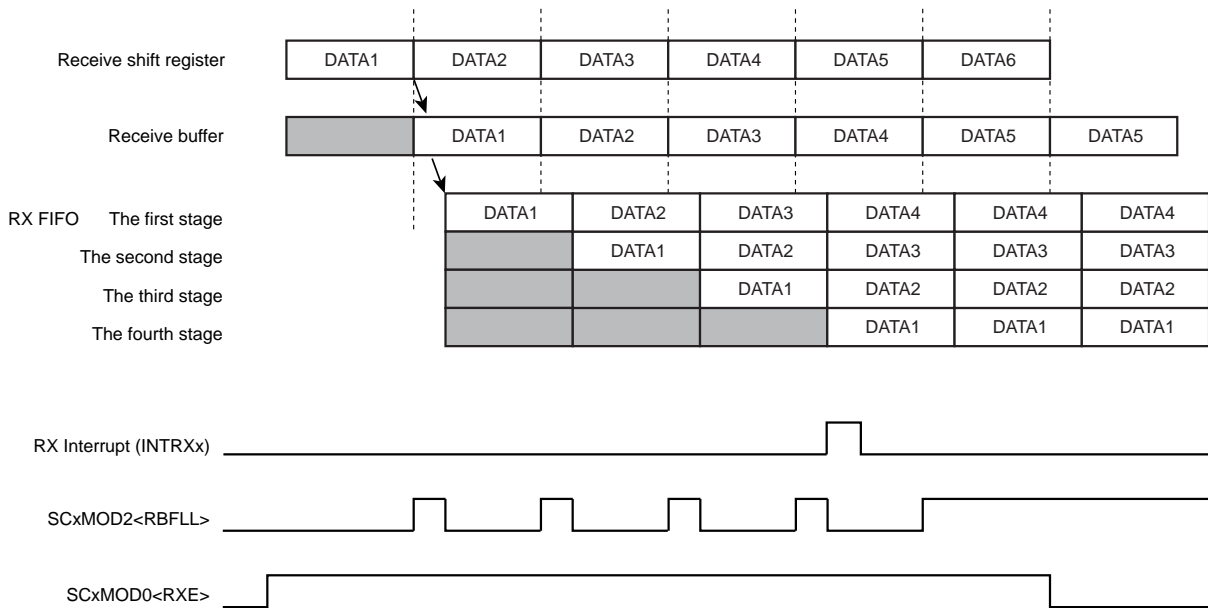 Receive shift register DATA1 DATA2 DATA3 DATA4 DATA5 DATA6
Receive buffer DATA1 DATA2 DATA3 DATA4 DATA5 DATA5
RX FIFO The first stage DATA1 DATA2 DATA3 DATA4 DATA4 DATA4
The second stage DATA1 DATA2 DATA3 DATA3 DATA3
The third stage DATA1 DATA2 DATA2 DATA2
The fourth stage DATA1 DATA1 DATA1
RX Interrupt (INTRXx)
SCxMOD2<RBFLL>
SCxMOD0<RXE>